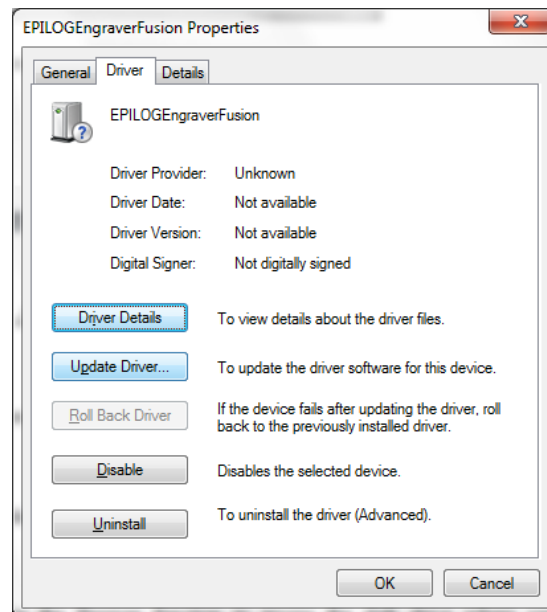 EPILOGEngraverFusion Properties
General Driver Details
EPILOGEngraverFusion
Driver Provider: Unknown
Driver Date: Not available
Driver Version: Not available
Digital Signer: Not digitally signed
Driver Details To view details about the driver files.
Update Driver... To update the driver software for this device.
Roll Back Driver If the device fails after updating the driver, roll
back to the previously installed driver.
Disable Disables the selected device.
Uninstall To uninstall the driver (Advanced).
OK Cancel